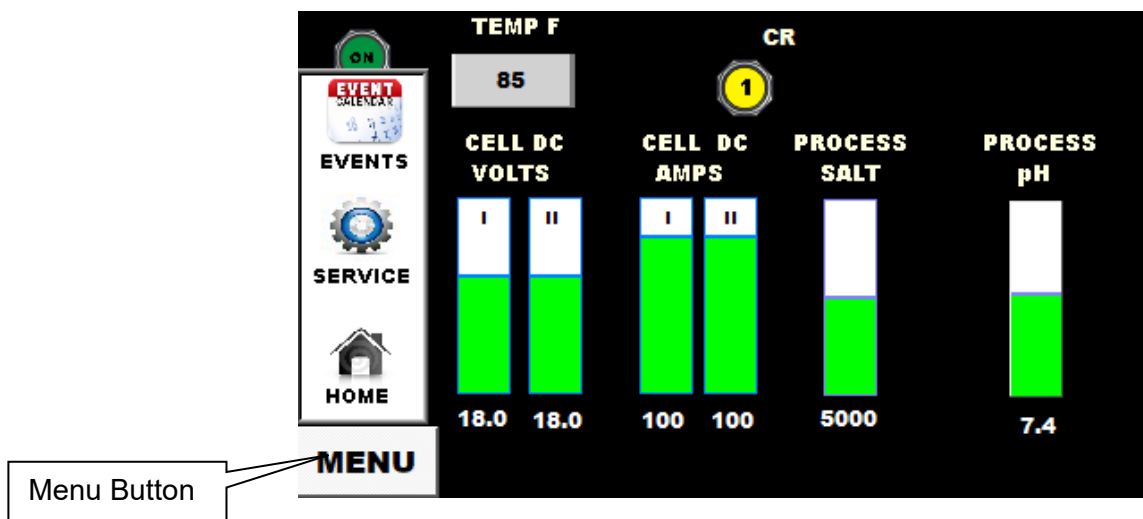 TEMP F
CR
ON
85
1
EVENT
CALENDAR
EVENTS
CELL DC
VOLTS
CELL DC
AMPS
PROCESS
SALT
PROCESS
pH
I
II
I
II
SERVICE
HOME
18.0
18.0
100
100
5000
7.4
MENU
Menu Button